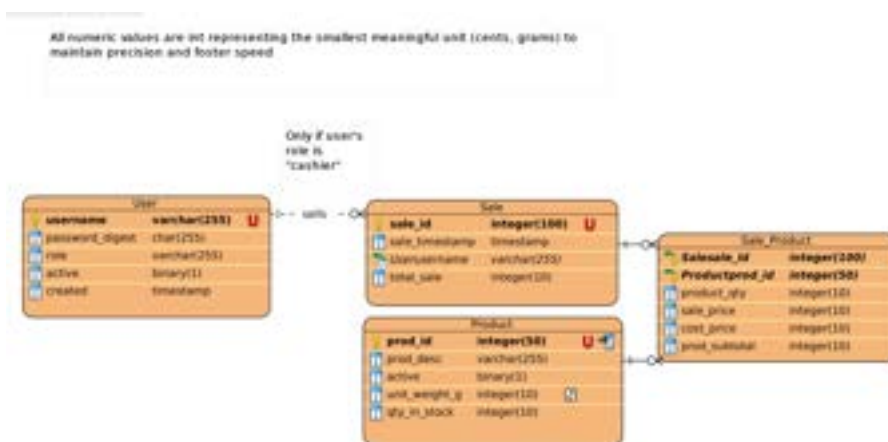 All numeric values are int representing the smallest meaningful unit (cents, grams) to
maintain precision and foster speed
Only if user's
role is
"cashier"
User
username varchar(255) U
password_digest char(255)
role varchar(255)
active binary(1)
created timestamp
sells
Sale
sale_id integer(100) U
sale_timestamp timestamp
Userusername varchar(255)
total_sale integer(10)
Sale_Product
Salesale_id integer(100)
Productprod_id integer(50)
product_qty integer(10)
sale_price integer(10)
cost_price integer(10)
prod_subtotal integer(10)
Product
prod_id integer(50) U
prod_desc varchar(255)
active binary(1)
unit_weight_g integer(10) N
qty_in_stock integer(10)